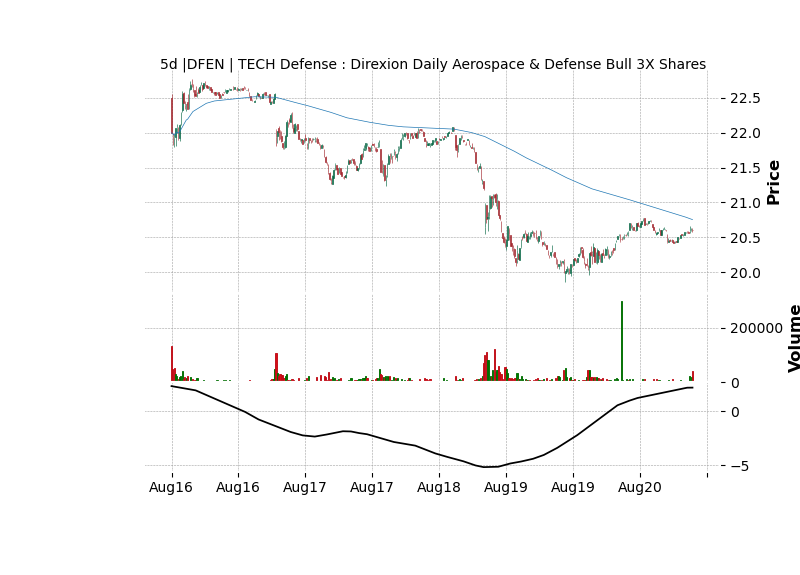 5d |DFEN | TECH Defense : Direxion Daily Aerospace & Defense Bull 3X Shares
22.5
22.0
21.5
21.0
20.5
20.0
Price
200000
0
Volume
0
−5
Aug16 Aug16 Aug17 Aug17 Aug18 Aug19 Aug19 Aug20